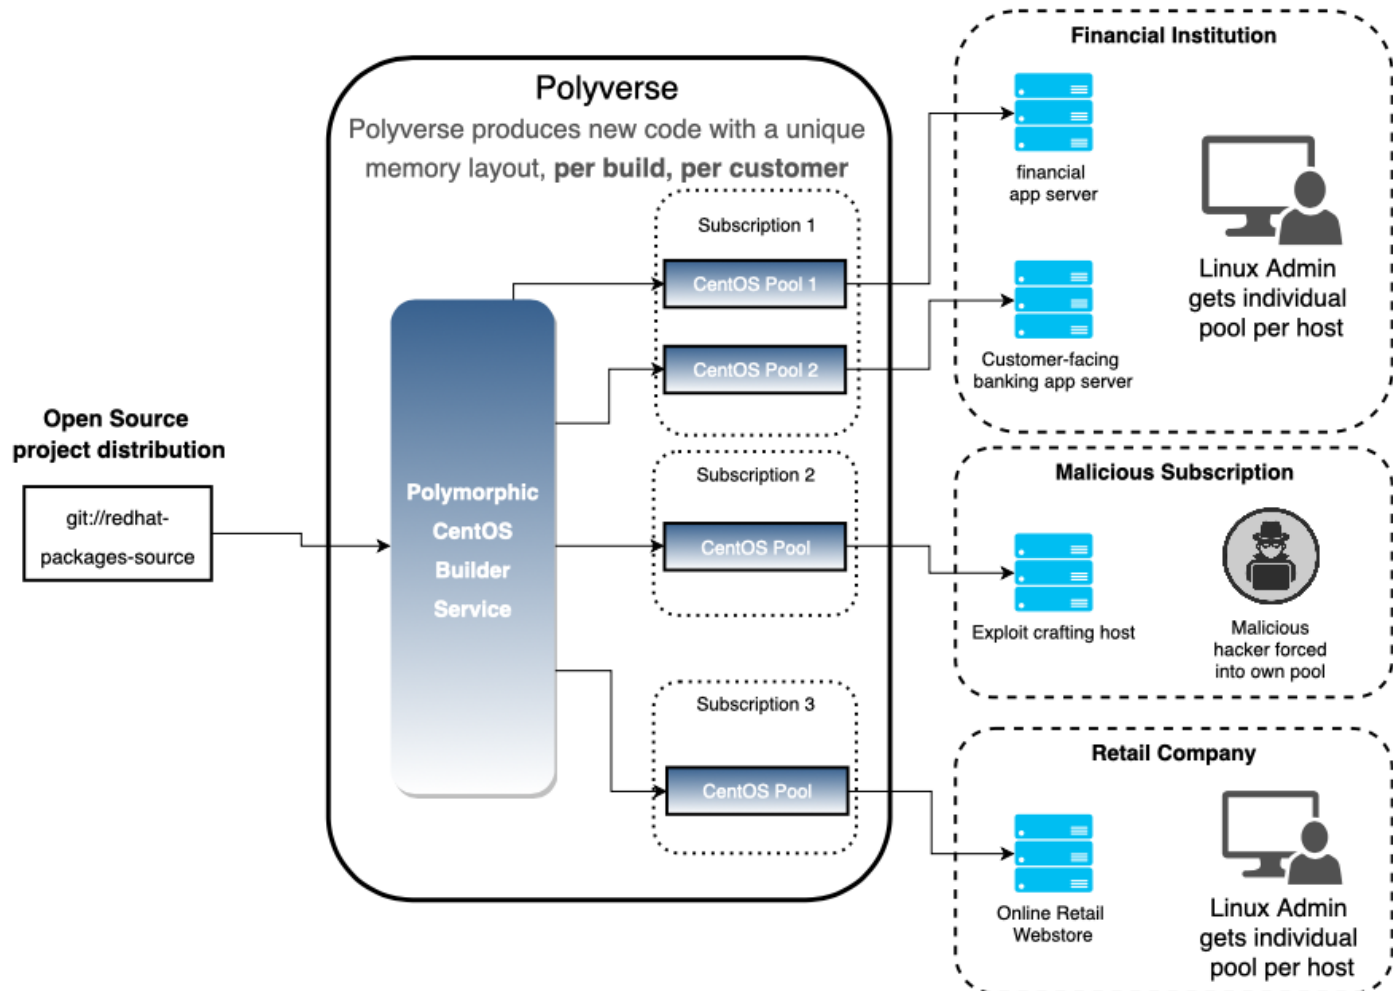 Open Source
project distribution
git://redhat-
packages-source
Polyverse
Polyverse produces new code with a unique
memory layout, per build, per customer
Polymorphic
CentOS
Builder
Service
Subscription 1
CentOS Pool 1
CentOS Pool 2
Subscription 2
CentOS Pool
Subscription 3
CentOS Pool
Financial Institution
financial
app server
Customer-facing
banking app server
Linux Admin
gets individual
pool per host
Malicious Subscription
Exploit crafting host
Malicious
hacker forced
into own pool
Retail Company
Online Retail
Webstore
Linux Admin
gets individual
pool per host